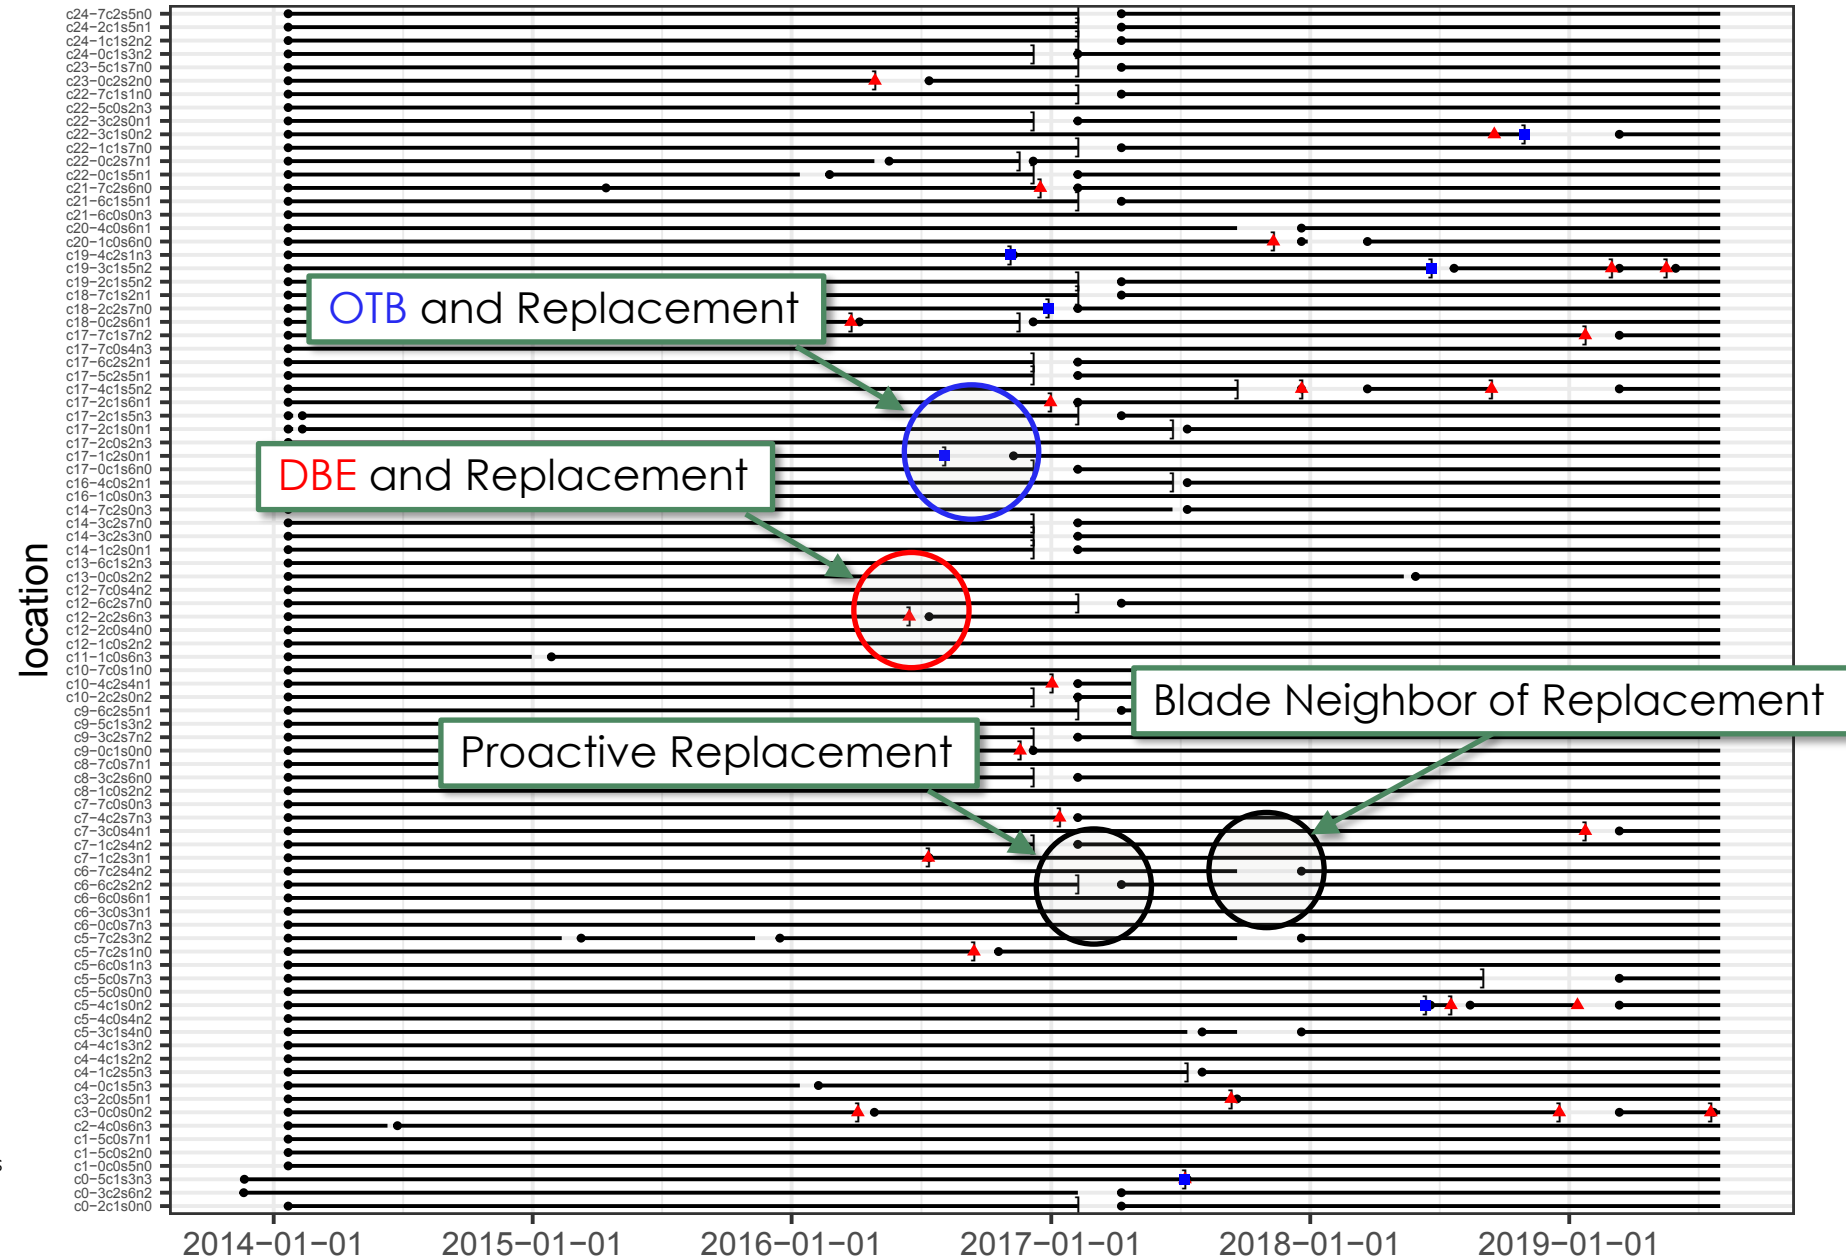 c24−7c2s5n0
c24−2c1s5n1
c24−1c1s2n2
c24−0c1s3n2
c23−5c1s7n0
c23−0c2s2n0
c22−7c1s1n0
c22−5c0s2n3
c22−3c2s0n1
c22−3c1s0n2
c22−1c1s7n0
c22−0c2s7n1
c22−0c1s5n1
c21−7c2s6n0
c21−6c1s5n1
c21−6c0s0n3
c20−4c0s6n1
c20−1c0s6n0
c19−4c2s1n3
c19−3c1s5n2
c19−2c1s5n2
c18−7c1s2n1
c18−2c2s7n0
OTB and Replacement
c18−0c2s6n1
c17−7c1s7n2
c17−7c0s4n3
c17−6c2s2n1
c17−5c2s5n1
c17−4c1s5n2
c17−2c1s6n1
c17−2c1s5n3
c17−2c1s0n1
c17−2c0s2n3
c17−1c2s0n1
c17−0c1s6n0
DBE and Replacement
c16−4c0s2n1
c16−1c0s0n3
c14−7c2s0n3
c14−3c2s7n0
c14−3c2s3n0
c14−1c2s0n1
c13−6c1s2n3
c13−0c0s2n2
c12−7c0s4n2
c12−6c2s7n0
c12−2c2s6n3
c12−2c0s4n0
c12−1c0s2n2
c11−1c0s6n3
location
c10−7c0s1n0
c10−4c2s4n1
c10−2c2s0n2
Blade Neighbor of Replacement
c9−6c2s5n1
c9−5c1s3n2
c9−3c2s7n2
c9−0c1s0n0
Proactive Replacement
c8−7c0s7n1
c8−3c2s6n0
c8−1c0s2n2
c7−7c0s0n3
c7−4c2s7n3
c7−3c0s4n1
c7−1c2s4n2
c7−1c2s3n1
c6−7c2s4n2
c6−6c2s2n2
c6−6c0s6n1
c6−3c0s3n1
c6−0c0s7n3
c5−7c2s3n2
c5−7c2s1n0
c5−6c0s1n3
c5−5c0s7n3
c5−5c0s0n0
c5−4c1s0n2
c5−4c0s4n2
c5−3c1s4n0
c4−4c1s3n2
c4−4c1s2n2
c4−1c2s5n3
c4−0c1s5n3
c3−2c0s5n1
c3−0c0s0n2
c2−4c0s6n3
c1−5c0s7n1
c1−5c0s2n0
c1−0c0s5n0
s
c0−5c1s3n3
c0−3c2s6n2
c0−2c1s0n0
2014−01−01 2015−01−01 2016−01−01 2017−01−01 2018−01−01 2019−01−01